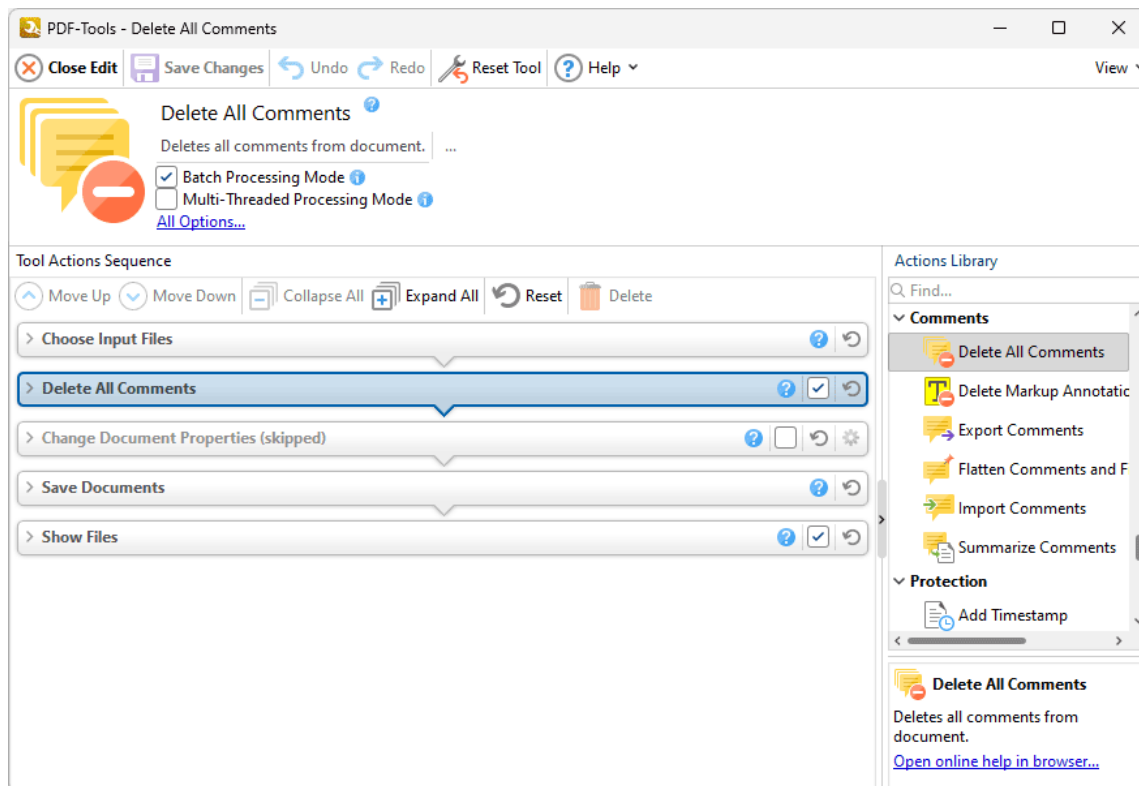 PDF-Tools - Delete All Comments
Close Edit Save Changes Undo Redo Reset Tool ? Help View
Delete All Comments ?
Deletes all comments from document. ...
Batch Processing Mode i
Multi-Threaded Processing Mode i
All Options...
Tool Actions Sequence
Move Up Move Down Collapse All Expand All Reset Delete
Choose Input Files ?
Delete All Comments ?
Change Document Properties (skipped) ?
Save Documents ?
Show Files ?
Actions Library
Find...
Comments
Delete All Comments
T Delete Markup Annotatio
Export Comments
Flatten Comments and F
Import Comments
Summarize Comments
Protection
Add Timestamp
Delete All Comments
Deletes all comments from
document.
Open online help in browser...